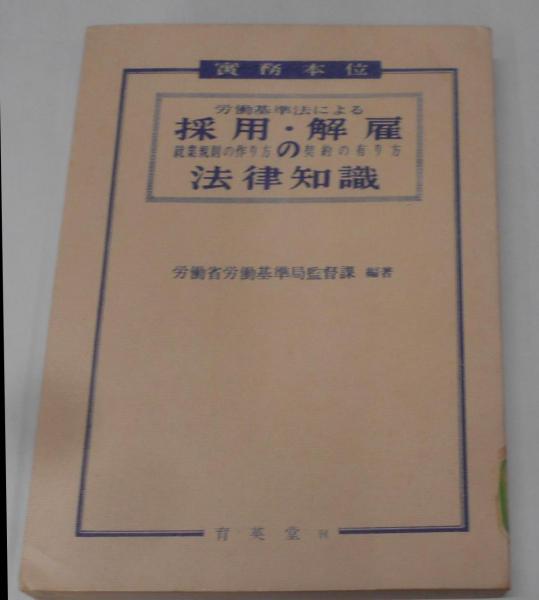 實務本位
労働基準法による
採用・解雇
就業規則の作り方の契約の有り方
法律知識
労働省労働基準局監督課 編著
育英堂刊